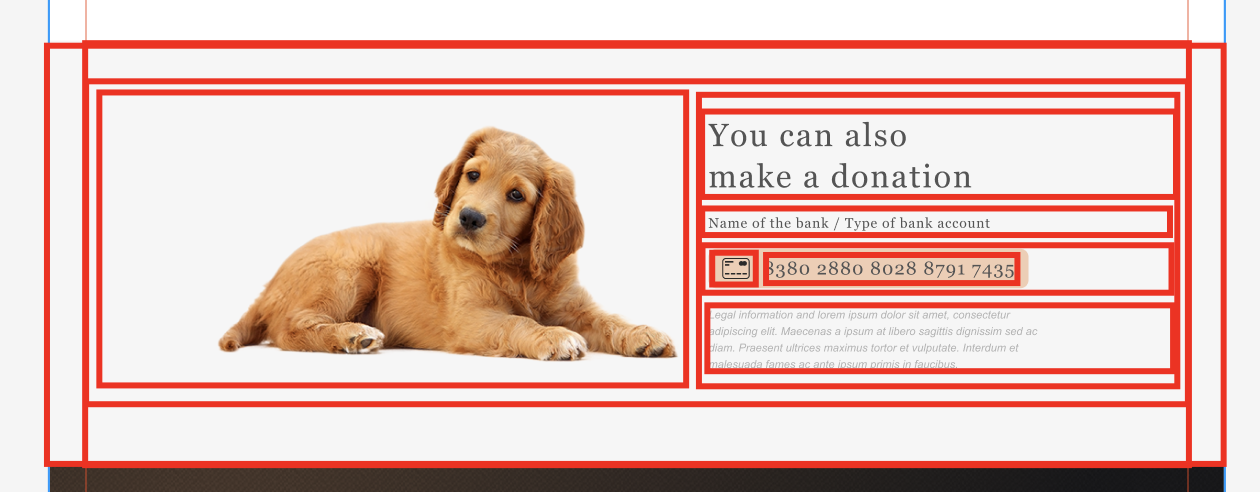 You can also
make a donation
Name of the bank / Type of bank account
8380 2880 8028 8791 7435
Legal information and lorem ipsum dolor sit amet, consectetur
adipiscing elit. Maecenas a ipsum at libero sagittis dignissim sed ac
diam. Praesent ultrices maximus tortor et vulputate. Interdum et
malesuada fames ac ante ipsum primis in faucibus.